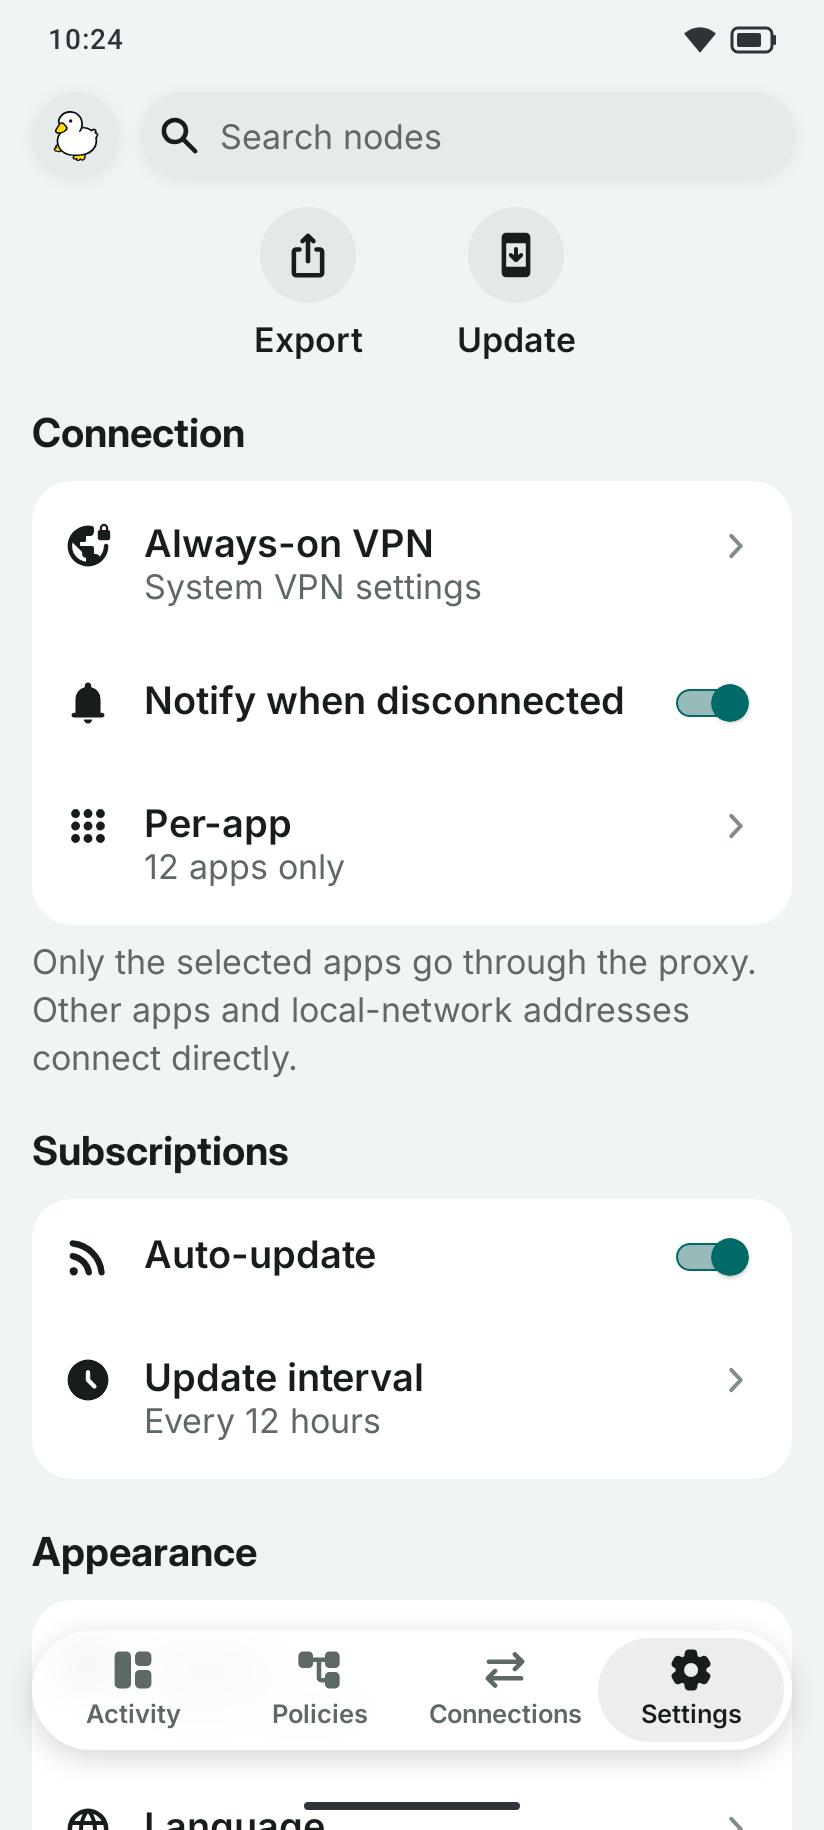 10:24
Search nodes
Export
Update
Connection
Always-on VPN
System VPN settings
Notify when disconnected
Per-app
12 apps only
Only the selected apps go through the proxy.
Other apps and local-network addresses
connect directly.
Subscriptions
Auto-update
Update interval
Every 12 hours
Appearance
Activity
Policies
Connections
Settings
Language